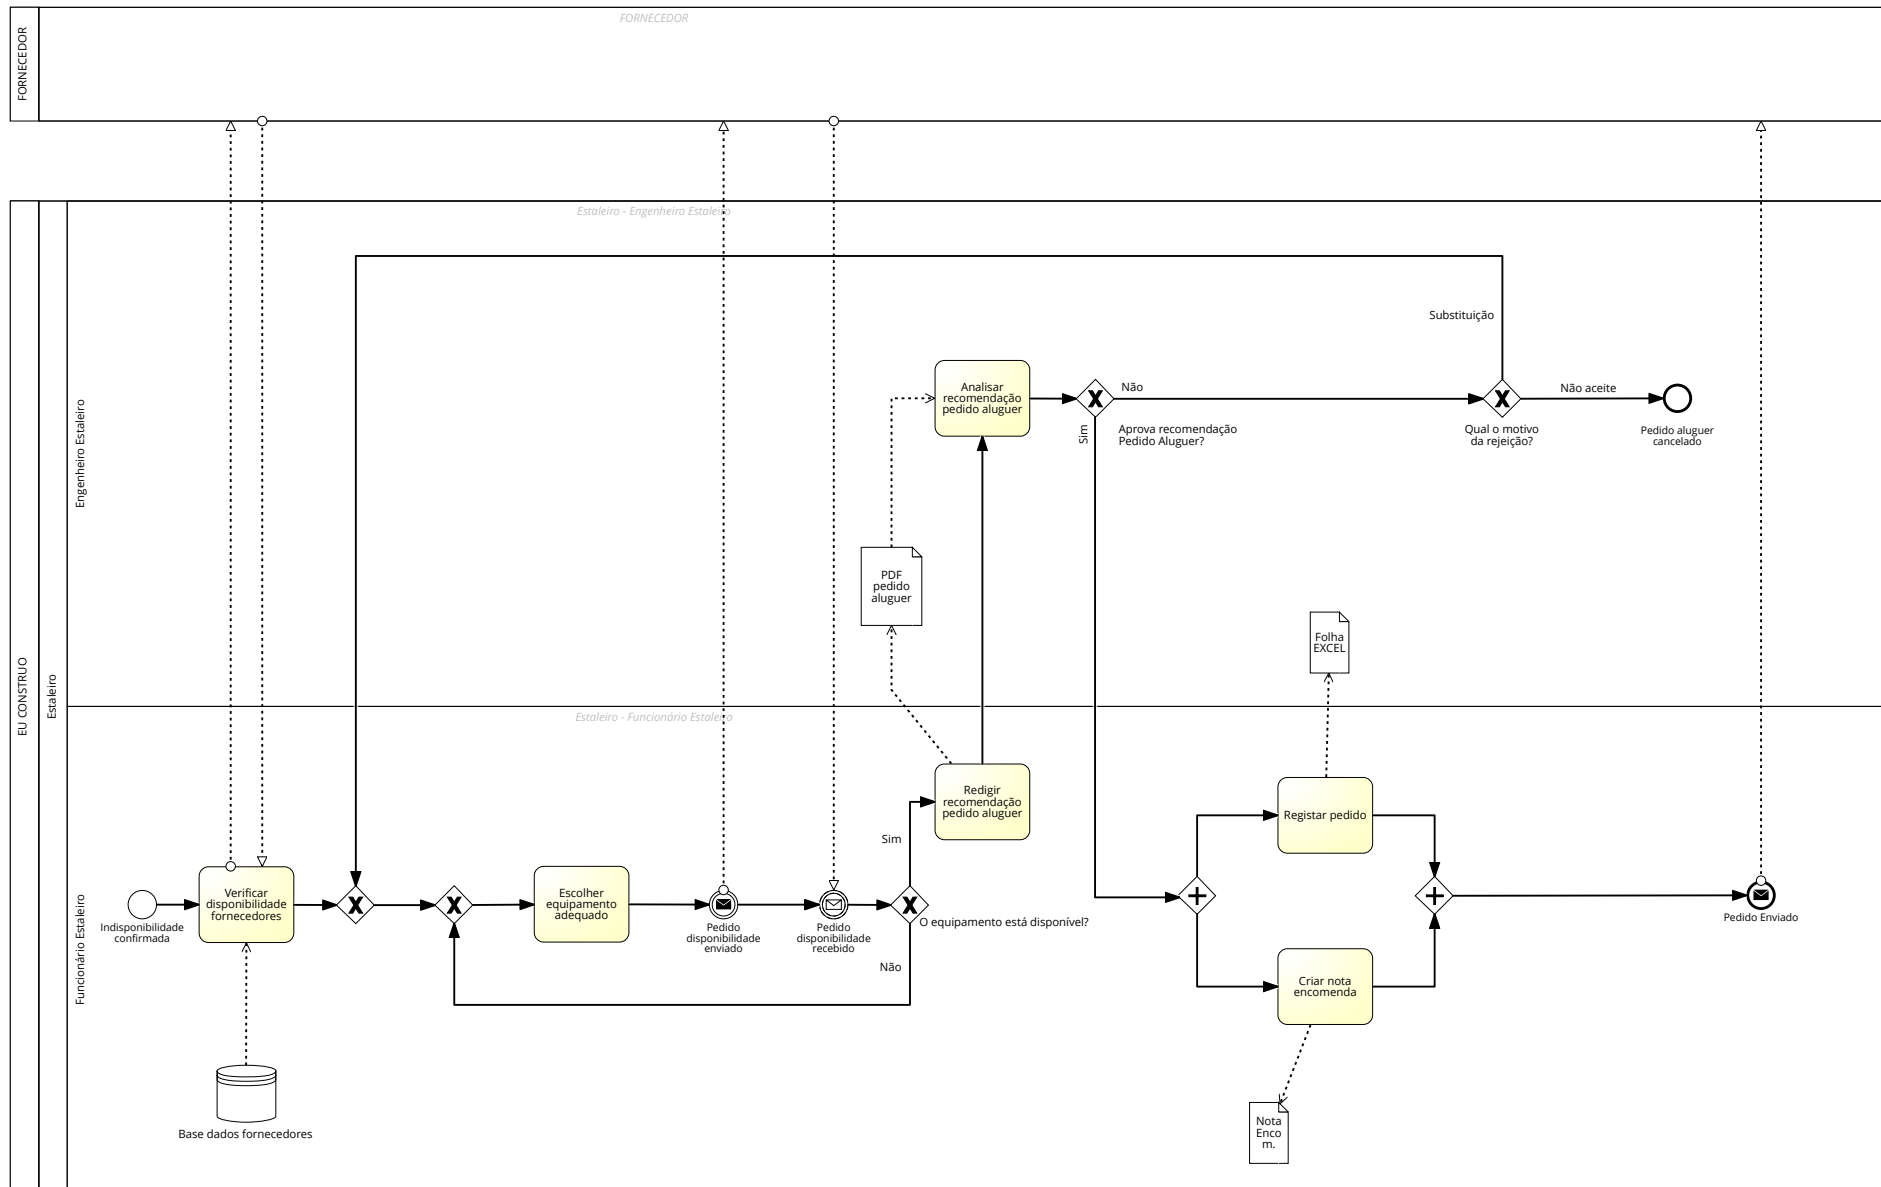 FORNECEDOR
FORNECEDOR
EU CONSTRUO
Estaleiro
Estaleiro - Engenheiro Estaleiro
Engenheiro Estaleiro
Substituição
Analisar
recomendação
pedido aluguer
Não
Sim
Aprova recomendação
Pedido Aluguer?
Qual o motivo
da rejeição?
Não aceite
Pedido aluguer
cancelado
PDF
pedido
aluguer
Folha
EXCEL
Estaleiro - Funcionário Estaleiro
Funcionário Estaleiro
Indisponibilidade
confirmada
Verificar
disponibilidade
fornecedores
Base dados fornecedores
Escolher
equipamento
adequado
Pedido
disponibilidade
enviado
Pedido
disponibilidade
recebido
O equipamento está disponível?
Sim
Não
Redigir
recomendação
pedido aluguer
Registar pedido
Criar nota
encomenda
Nota
Enco
m.
Pedido Enviado